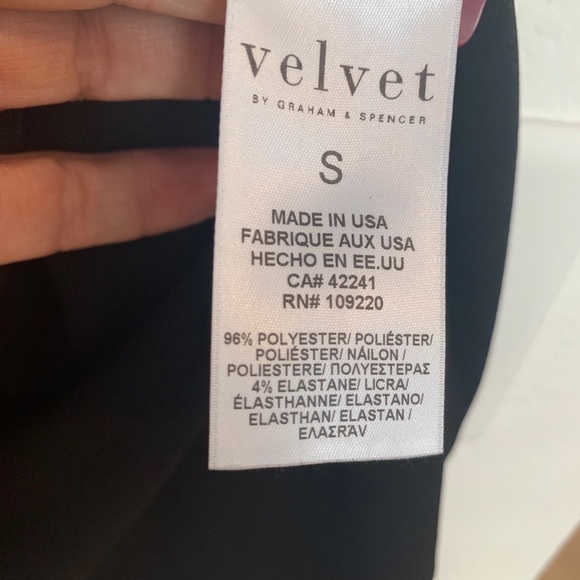 velvet
BY GRAHAM & SPENCER
S
MADE IN USA
FABRIQUE AUX USA
HECHO EN EE.UU
CA# 42241
RN# 109220
96% POLYESTER/ POLIÉSTER/
POLIÉSTER/ NÁILON /
POLIESTERE/ ΠΟΛΥΕΣΤΕΡΑΣ
4% ELASTANE/ LICRA/
ÉLASTHANNE/ ELASTANO/
ELASTHAN/ ELASTAN /
ΕΛΑΣΤΑV